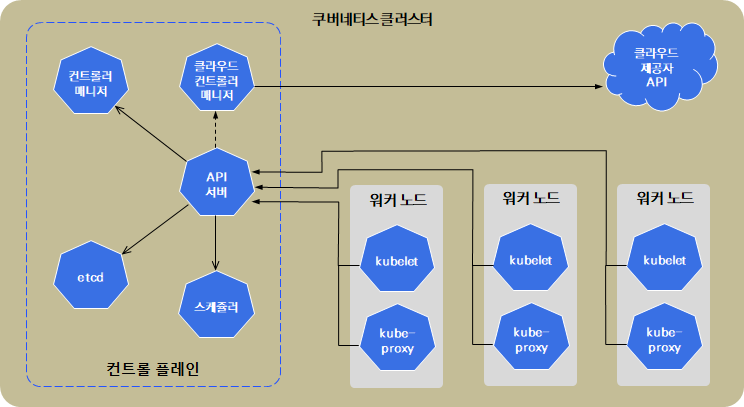 쿠버네티스 클러스터
컨트롤러
매니저
클라우드
컨트롤러
매니저
클라우드
제공자
API
API
서버
etcd
스케줄러
컨트롤 플레인
워커 노드
kubelet
kube-
proxy
워커 노드
kubelet
kube-
proxy
워커 노드
kubelet
kube-
proxy